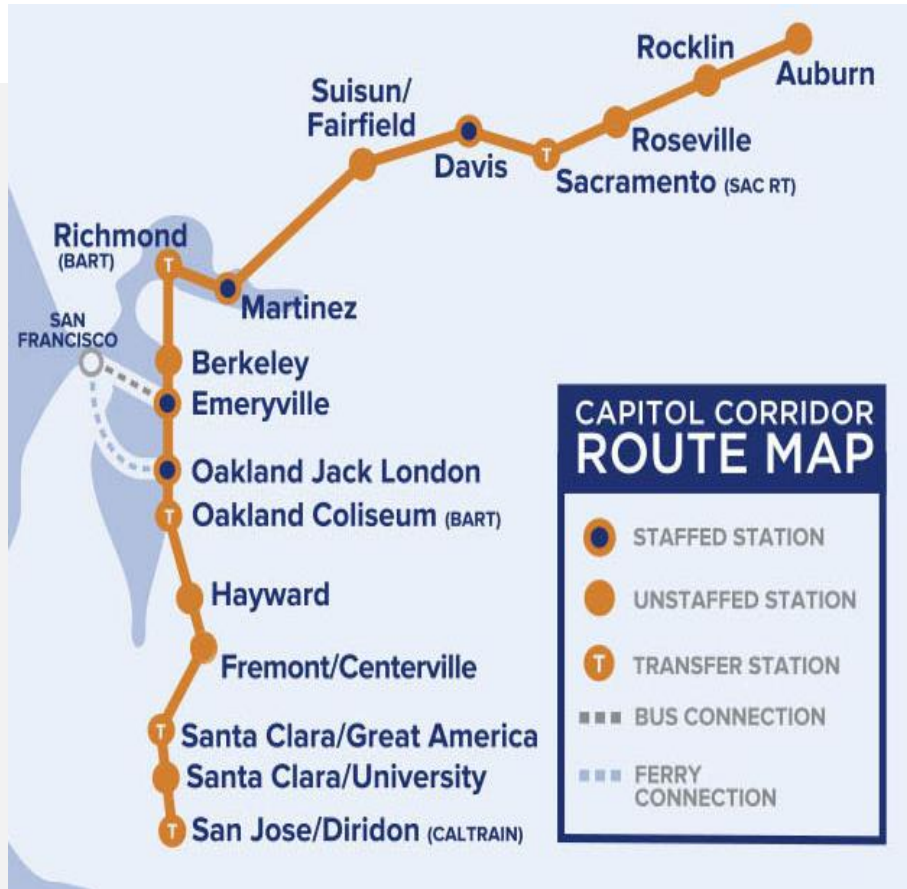 Rocklin
Auburn
Suisun/
Fairfield
Roseville
Davis
T
Sacramento (SAC RT)
Richmond
(BART)
T
Martinez
SAN
FRANCISCO
Berkeley
Emeryville
Oakland Jack London
T
Oakland Coliseum (BART)
Hayward
Fremont/Centerville
T
Santa Clara/Great America
Santa Clara/University
T
San Jose/Diridon (CALTRAIN)
CAPITOL CORRIDOR
ROUTE MAP
STAFFED STATION
UNSTAFFED STATION
T
TRANSFER STATION
BUS CONNECTION
FERRY
CONNECTION